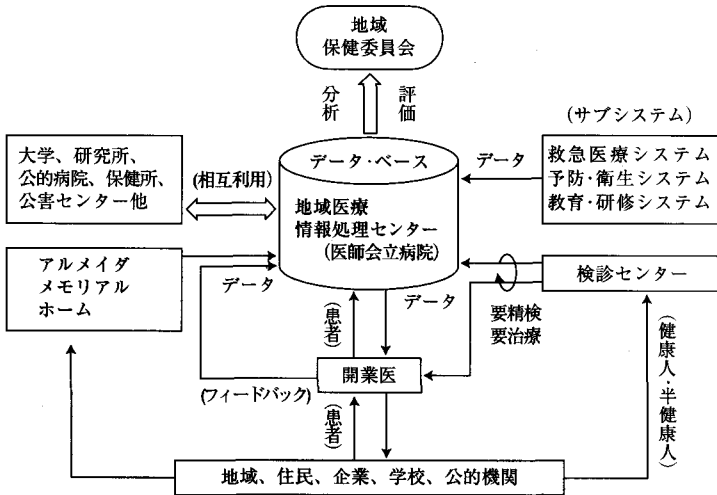 地域
保健委員会
分析
評価
(サブシステム)
大学、研究所、
公的病院、保健所、
公害センター他
(相互利用)
データ・ベース
地域医療
情報処理センター
(医師会立病院)
データ
救急医療システム
予防・衛生システム
教育・研修システム
アルメイダ
メモリアル
ホーム
データ
(患者)
データ
要精検
要治療
検診センター
(健康人・半健康人)
開業医
(フィードバック)
(患者)
地域、住民、企業、学校、公的機関